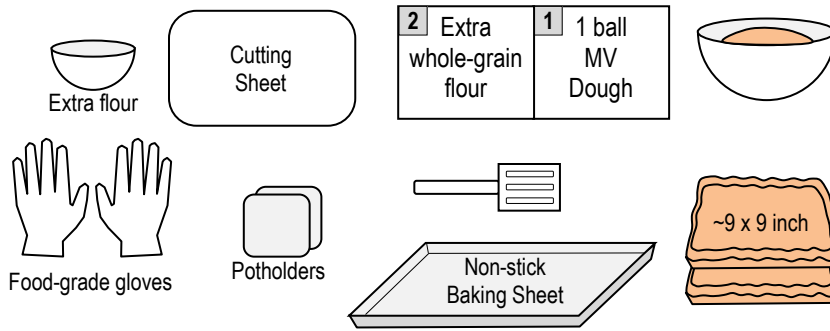 Extra flour
Cutting
Sheet
2
Extra
whole-grain
flour
1
1 ball
MV
Dough
Food-grade gloves
Potholders
Non-stick
Baking Sheet
~9 x 9 inch